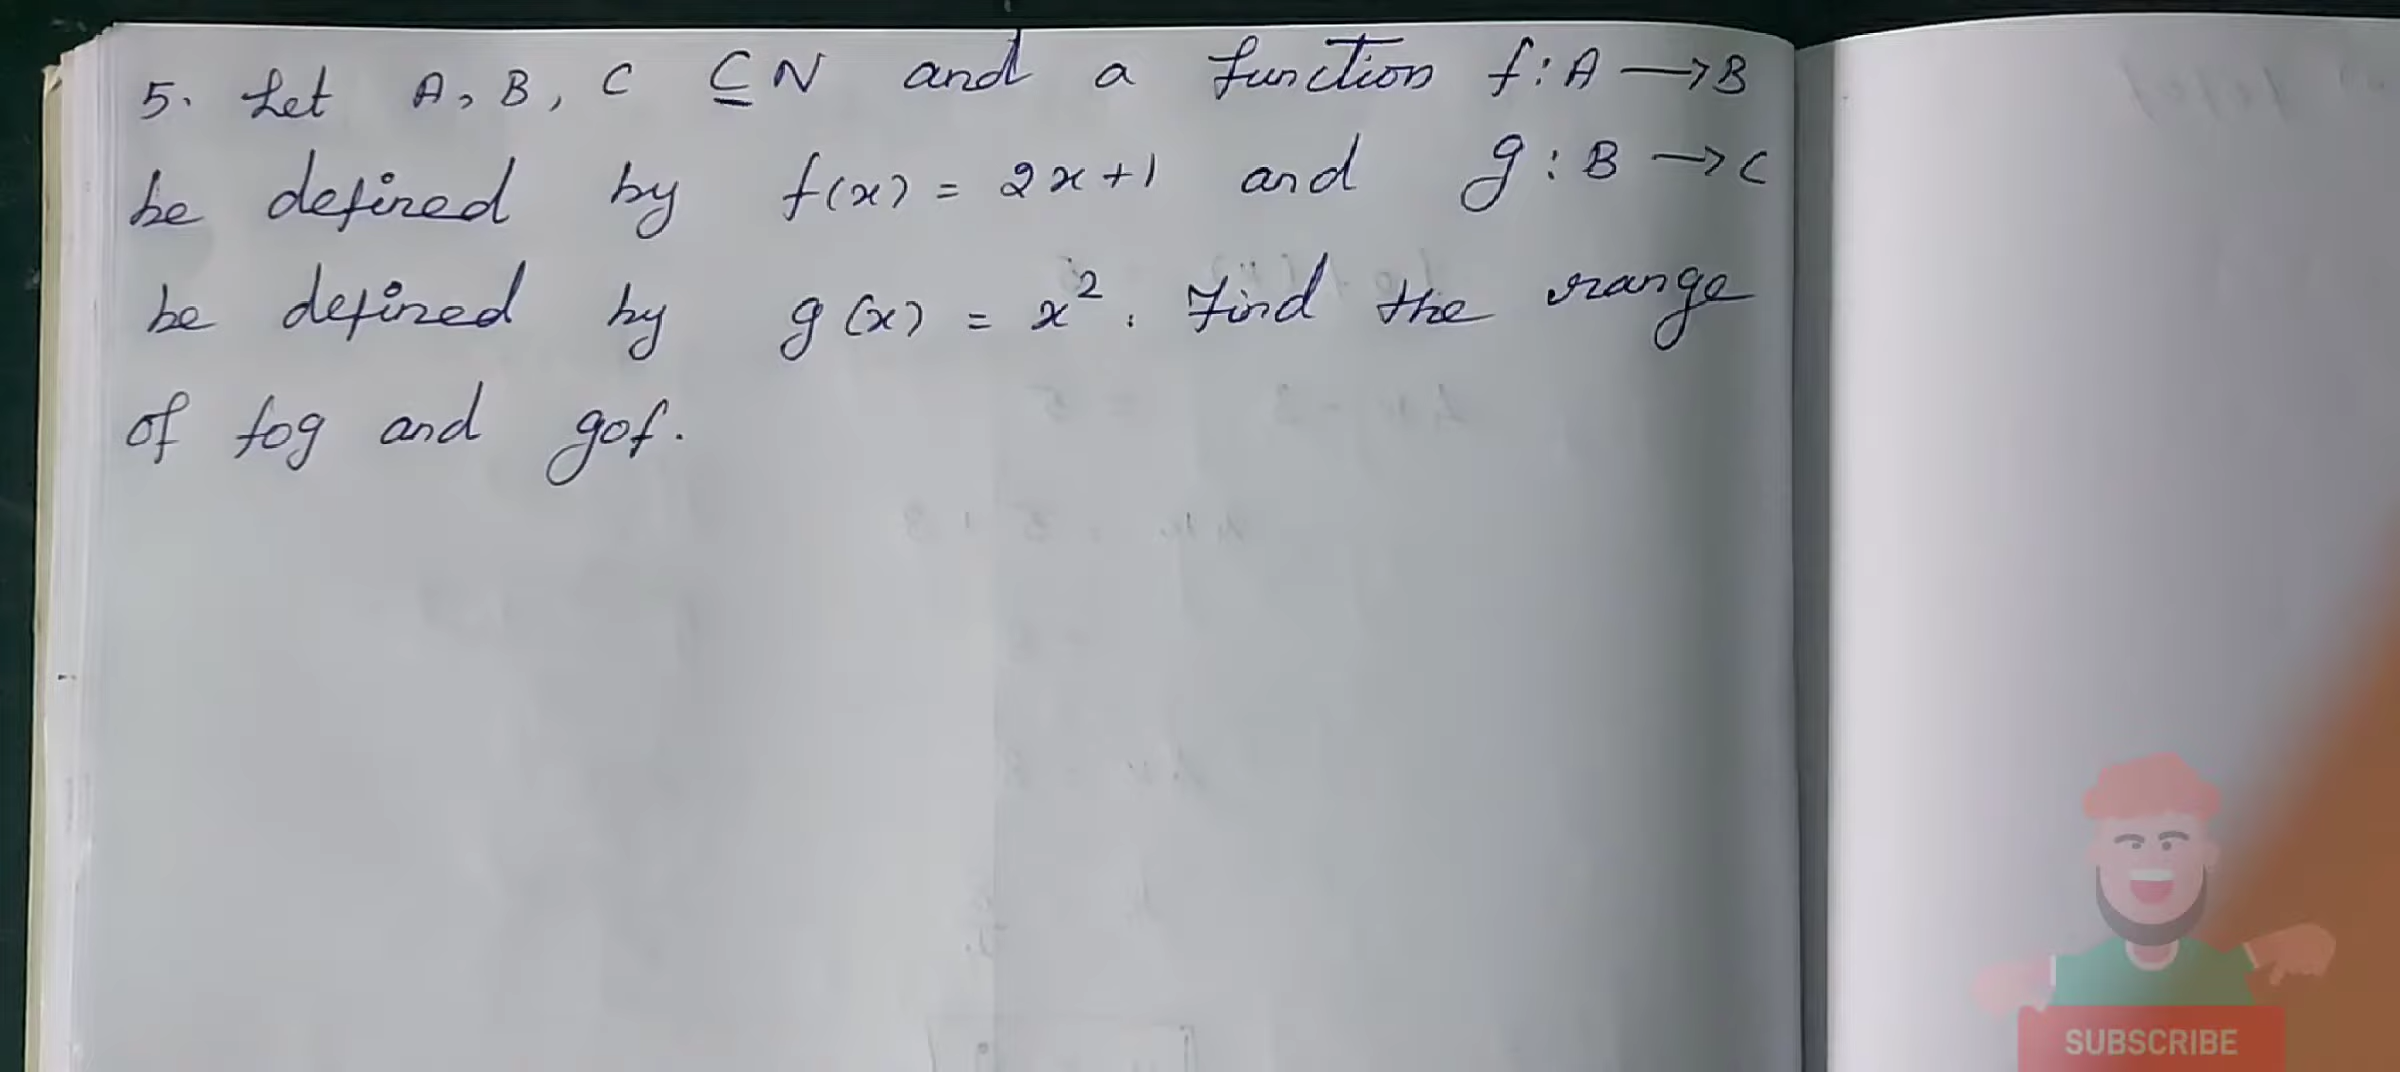 5. Let A, B, C ⊆ N and a function f : A → B
be defined by f(x) = 2x+1 and g : B → C
be defined by g(x) = x². Find the range
of fog and gof.
SUBSCRIBE